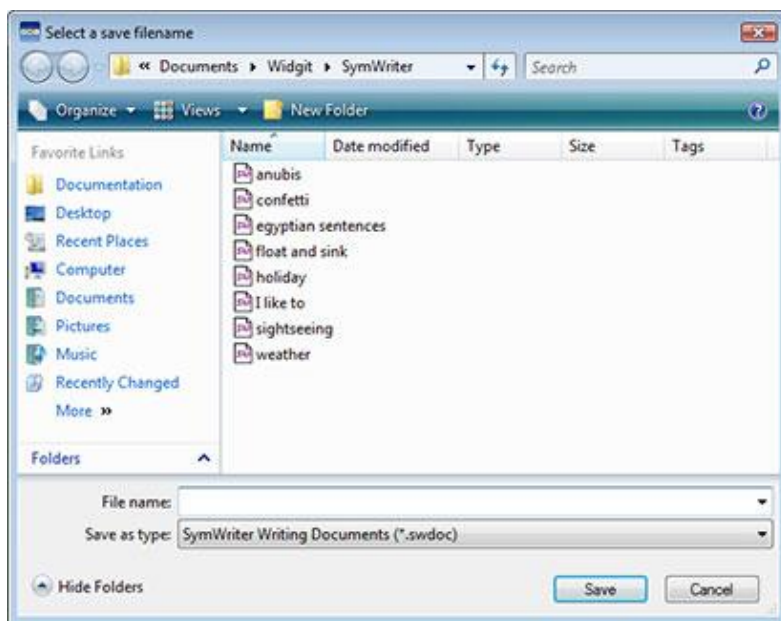 Select a save filename
« Documents Widgit SymWriter Search
Organize Views New Folder
Favorite Links
Documentation
Desktop
Recent Places
Computer
Documents
Pictures
Music
Recently Changed
More »
Folders
Name Date modified Type Size Tags
anubis
confetti
egyptian sentences
float and sink
holiday
I like to
sightseeing
weather
File name:
Save as type: SymWriter Writing Documents (*.swdoc)
Hide Folders Save Cancel